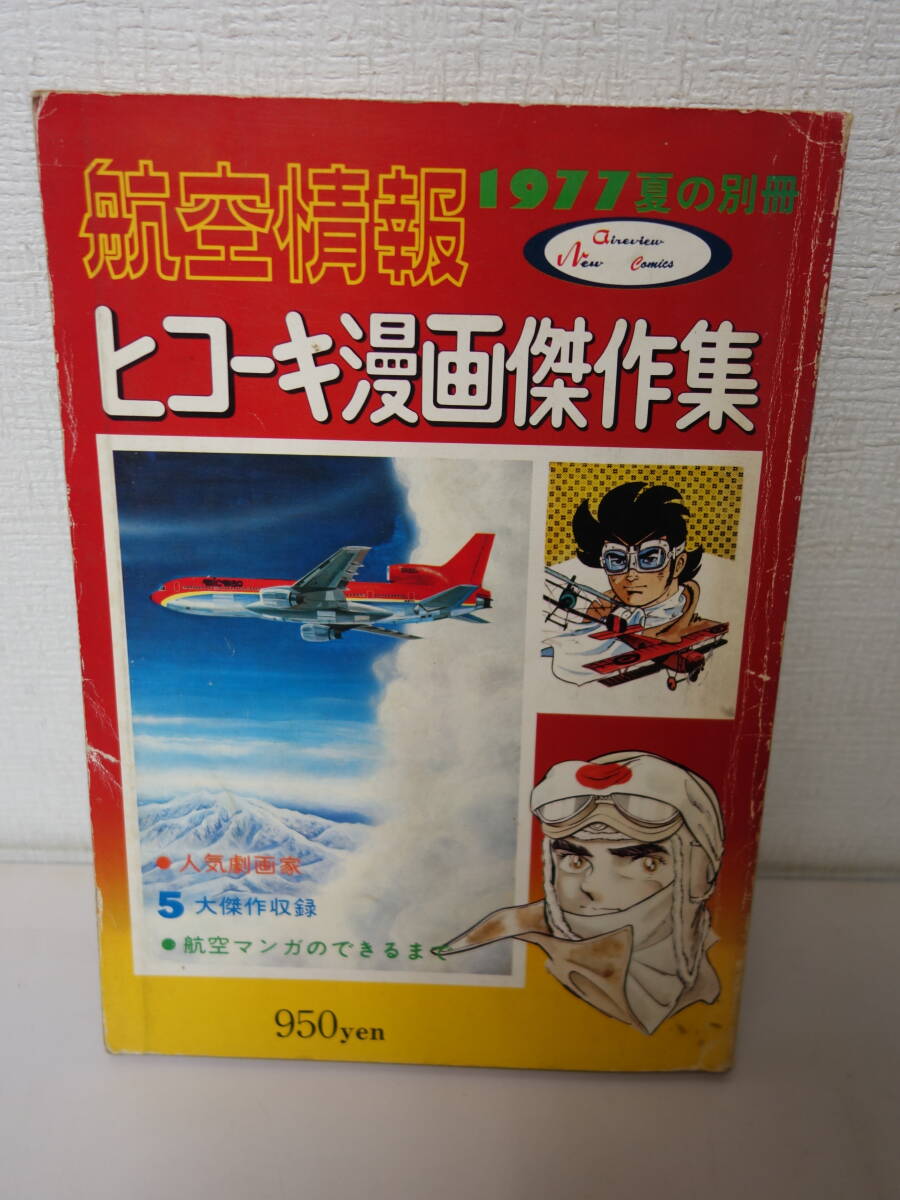 航空情報
1977夏の別冊
aireview
New Comics
ヒコーキ漫画傑作集
●人気劇画家
5大傑作収録
●航空マンガのできるまで
950yen